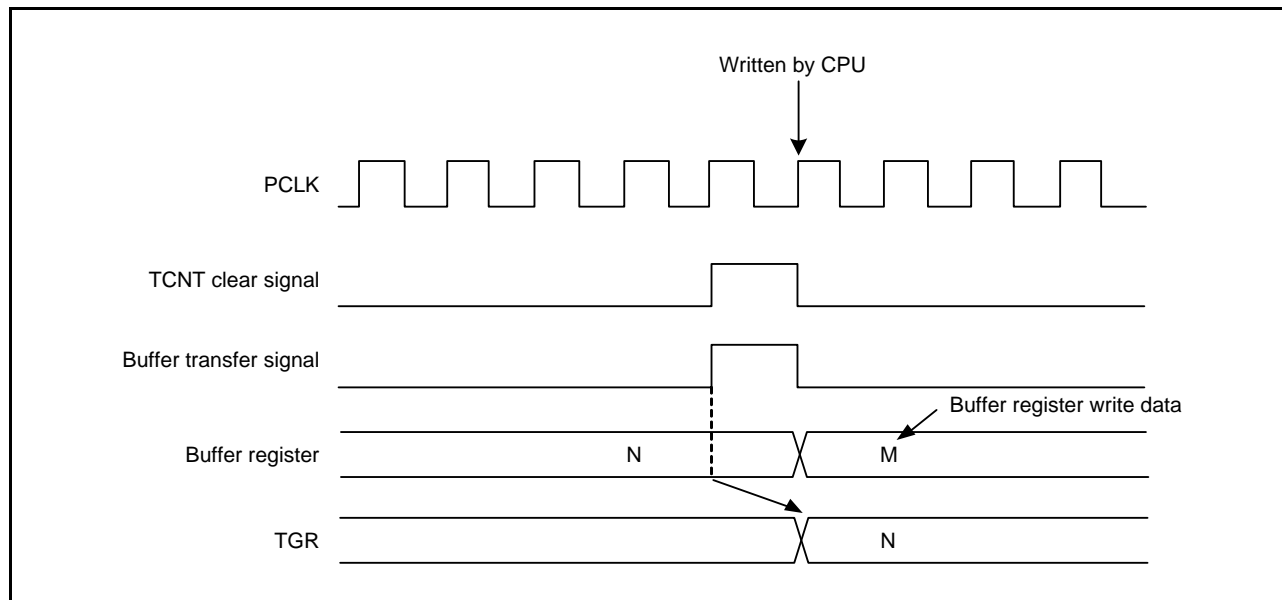 Written by CPU
PCLK
TCNT clear signal
Buffer transfer signal
Buffer register write data
Buffer register
N
M
TGR
N